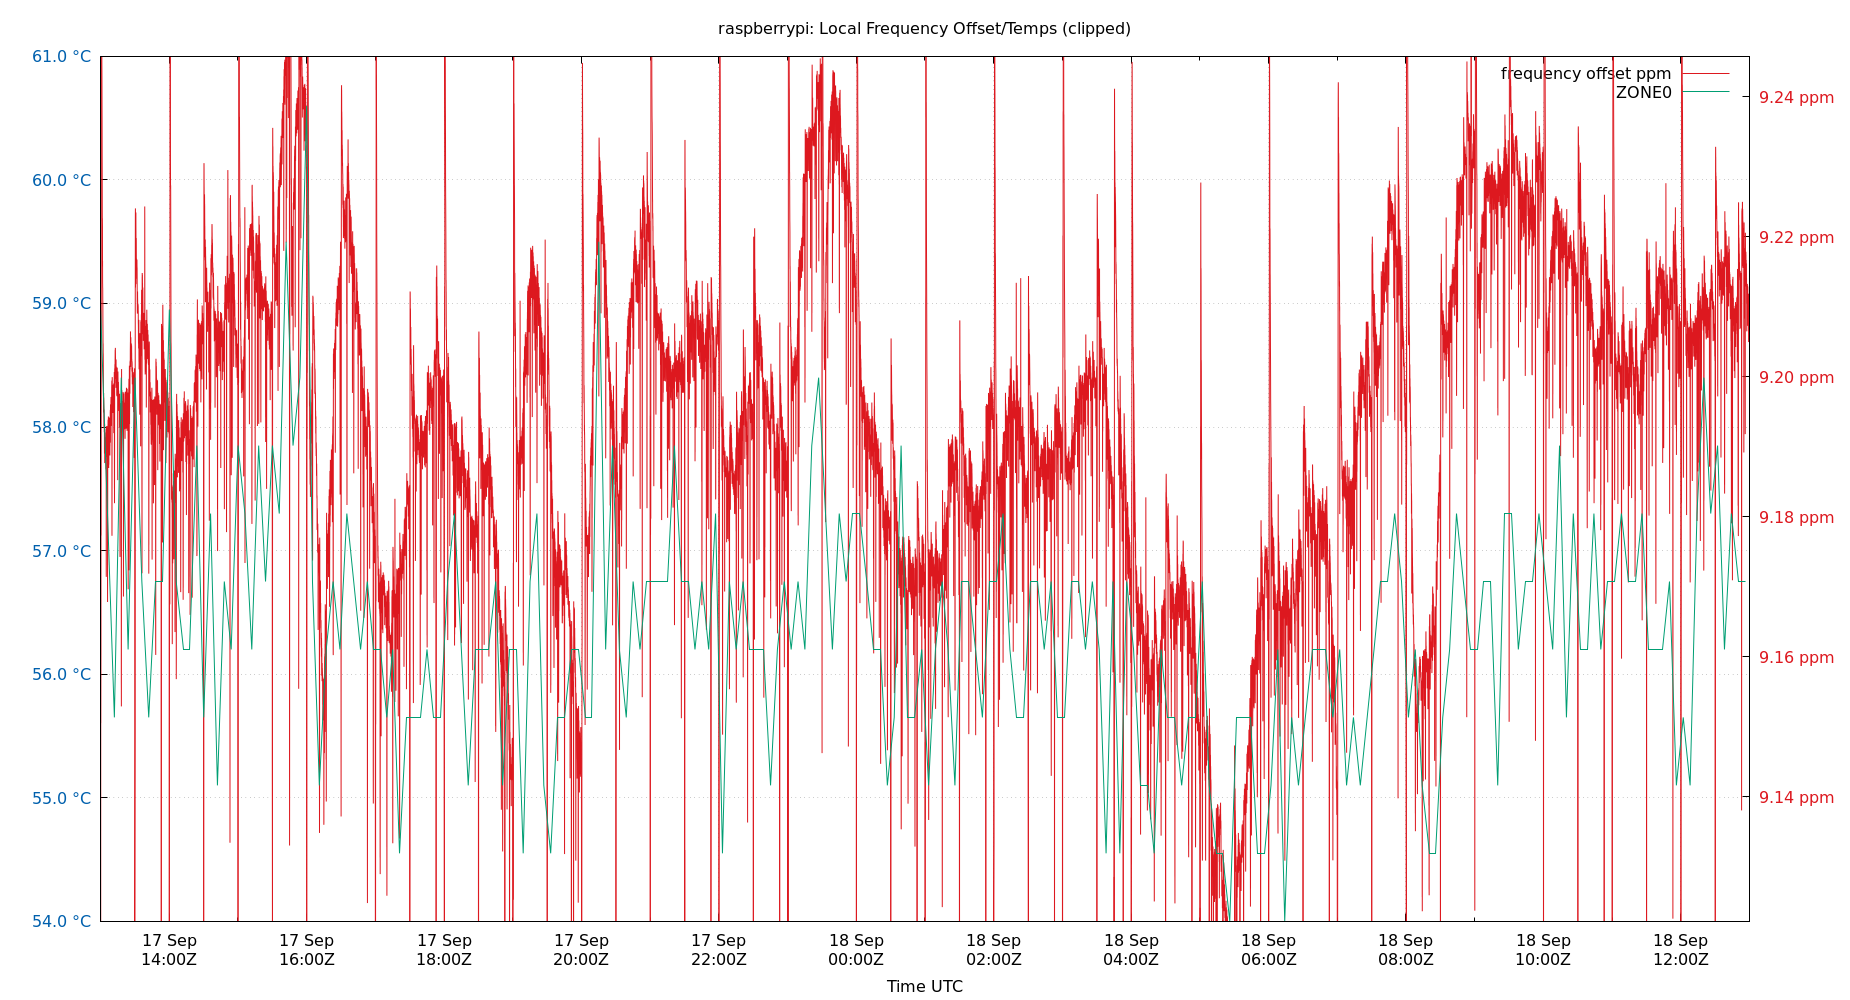 raspberrypi: Local Frequency Offset/Temps (clipped)
61.0 °C
60.0 °C
59.0 °C
58.0 °C
57.0 °C
56.0 °C
55.0 °C
54.0 °C
frequency offset ppm
ZONE0
9.24 ppm
9.22 ppm
9.20 ppm
9.18 ppm
9.16 ppm
9.14 ppm
17 Sep 17 Sep 17 Sep 17 Sep 17 Sep 18 Sep 18 Sep 18 Sep 18 Sep 18 Sep 18 Sep 18 Sep
14:00Z 16:00Z 18:00Z 20:00Z 22:00Z 00:00Z 02:00Z 04:00Z 06:00Z 08:00Z 10:00Z 12:00Z
Time UTC